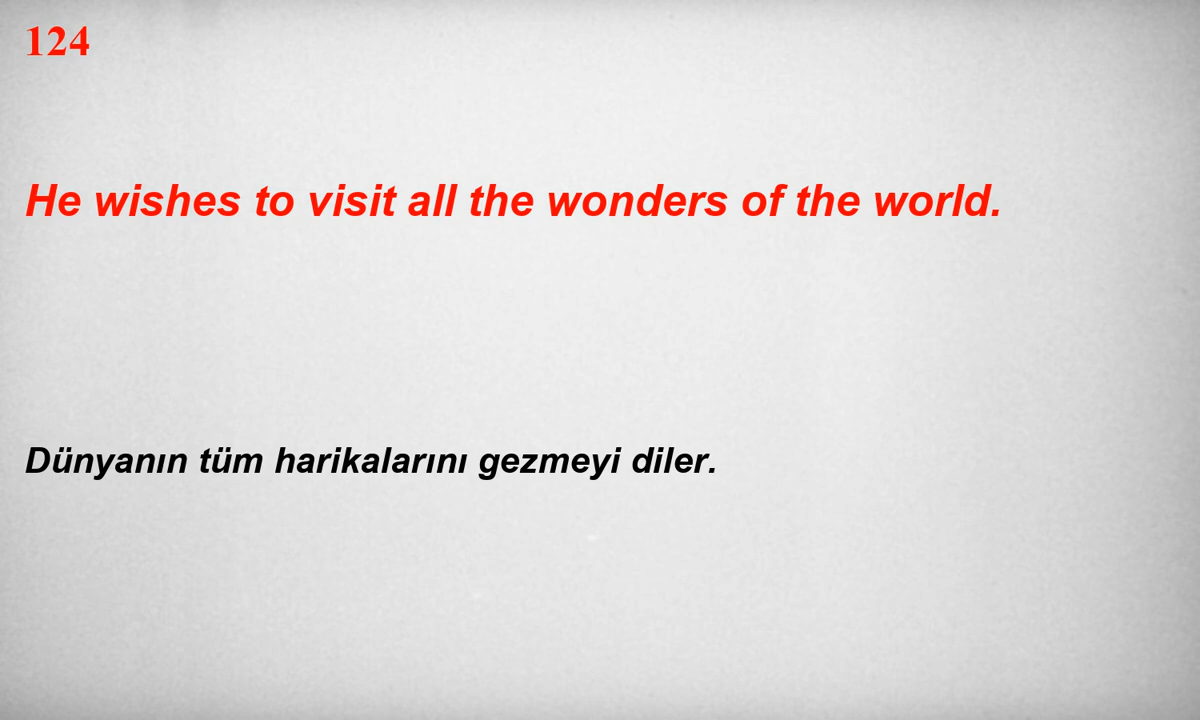 124
He wishes to visit all the wonders of the world.
Dünyanın tüm harikalarını gezmeyi diler.